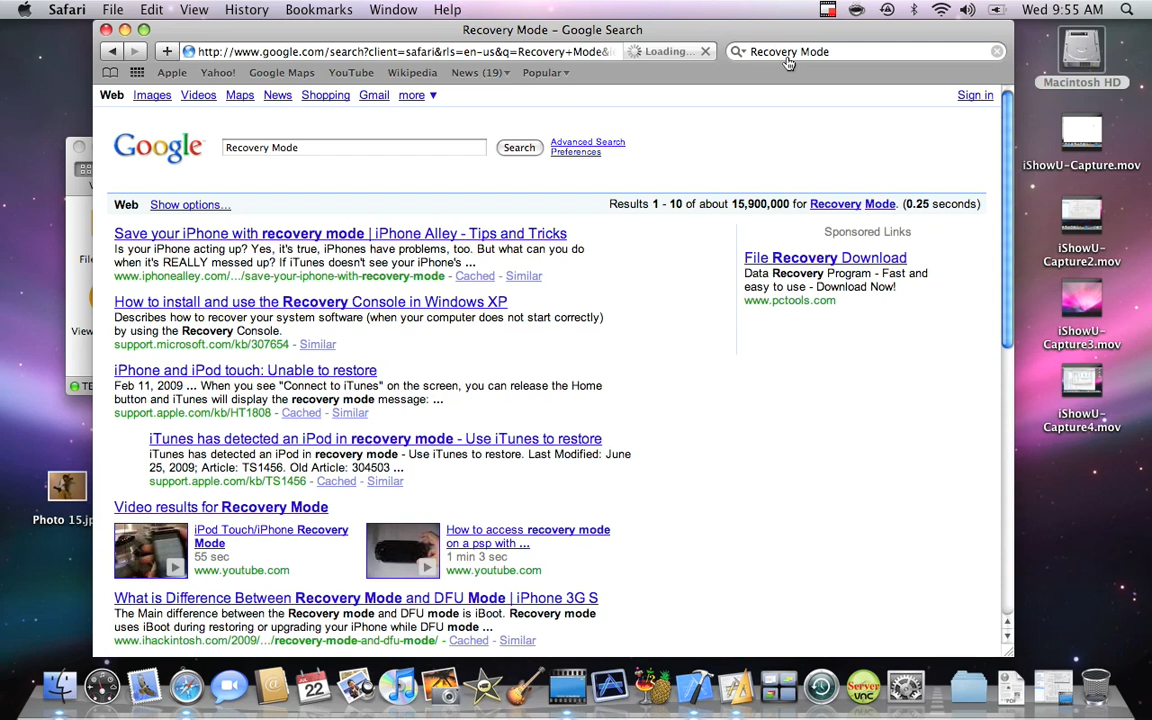 Safari File Edit View History Bookmarks Window Help Wed 9:55 AM
Recovery Mode - Google Search
http://www.google.com/search?client=safari&rls=en-us&q=Recovery+Mode&i Loading... Recovery Mode
Apple Yahoo! Google Maps YouTube Wikipedia News (19) Popular
Macintosh HD
Web Images Videos Maps News Shopping Gmail more ▼ Sign in
Google Recovery Mode Search Advanced Search
Preferences
iShowU-Capture.mov
Web Show options... Results 1 - 10 of about 15,900,000 for Recovery Mode. (0.25 seconds)
Save your iPhone with recovery mode | iPhone Alley - Tips and Tricks
Is your iPhone acting up? Yes, it's true, iPhones have problems, too. But what can you do
when it's REALLY messed up? If iTunes doesn't see your iPhone's ...
www.iphonealley.com/.../save-your-iphone-with-recovery-mode - Cached - Similar
Sponsored Links
File Recovery Download
Data Recovery Program - Fast and
easy to use - Download Now!
www.pctools.com
iShowU-
Capture2.mov
How to install and use the Recovery Console in Windows XP
Describes how to recover your system software (when your computer does not start correctly)
by using the Recovery Console.
support.microsoft.com/kb/307654 - Similar
iShowU-
Capture3.mov
iPhone and iPod touch: Unable to restore
Feb 11, 2009 ... When you see "Connect to iTunes" on the screen, you can release the Home
button and iTunes will display the recovery mode message: ...
support.apple.com/kb/HT1808 - Cached - Similar
iShowU-
Capture4.mov
iTunes has detected an iPod in recovery mode - Use iTunes to restore
iTunes has detected an iPod in recovery mode - Use iTunes to restore. Last Modified: June
25, 2009; Article: TS1456. Old Article: 304503 ...
support.apple.com/kb/TS1456 - Cached - Similar
Video results for Recovery Mode
iPod Touch/iPhone Recovery
Mode
55 sec
www.youtube.com
How to access recovery mode
on a psp with ...
1 min 3 sec
www.youtube.com
What is Difference Between Recovery Mode and DFU Mode | iPhone 3G S
The Main difference between the Recovery mode and DFU mode is iBoot. Recovery mode
uses iBoot during restoring or upgrading your iPhone while DFU mode ...
www.ihackintosh.com/2009/.../recovery-mode-and-dfu-mode/ - Cached - Similar
Photo 15.jp
JUL
22
Server
vnc
PDF